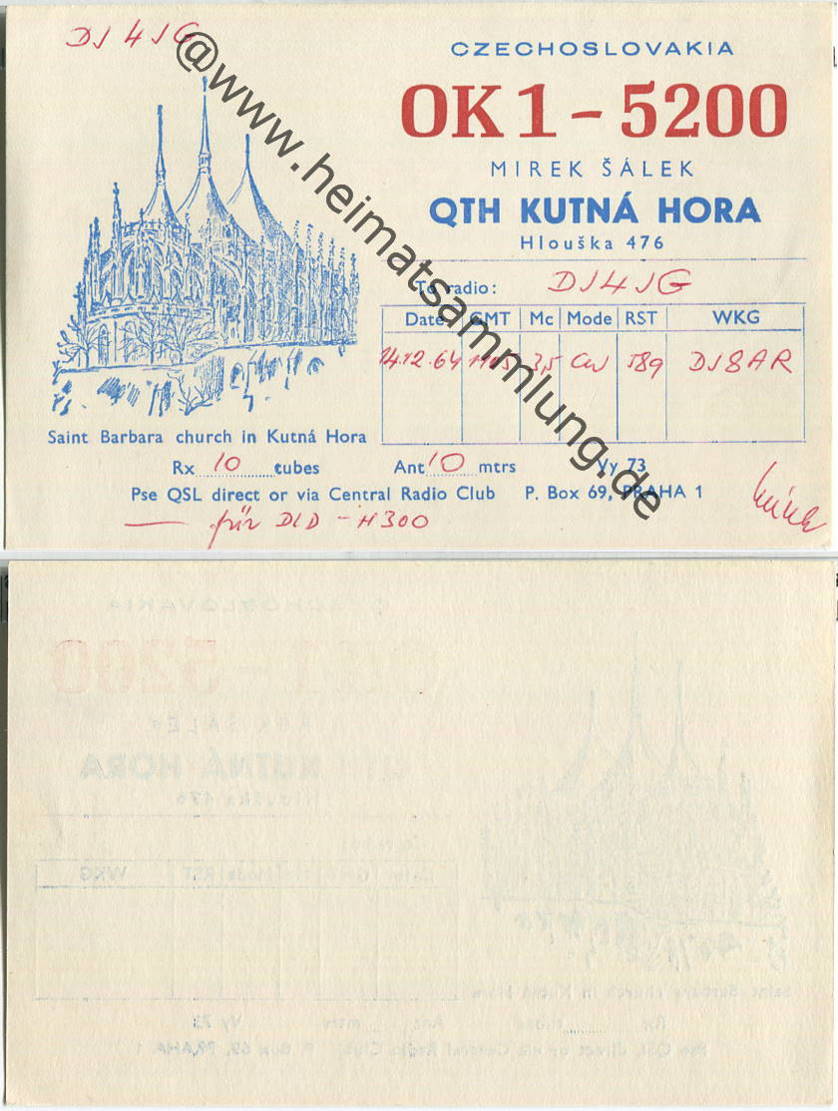 DJ4JG
@www.heimatsammlung.de
CZECHOSLOVAKIA
OK1-5200
MIREK ŠÁLEK
QTH KUTNÁ HORA
Hlouška 476
To radio: DJ4JG
Date GMT Mc Mode RST WKG
14.12.64 3,5 CW 589 DJ8AR
Saint Barbara church in Kutná Hora
Rx 10 tubes Ant 10 mtrs Vy 73
Pse QSL direct or via Central Radio Club P. Box 69, PRAHA 1
— für DLD - H300